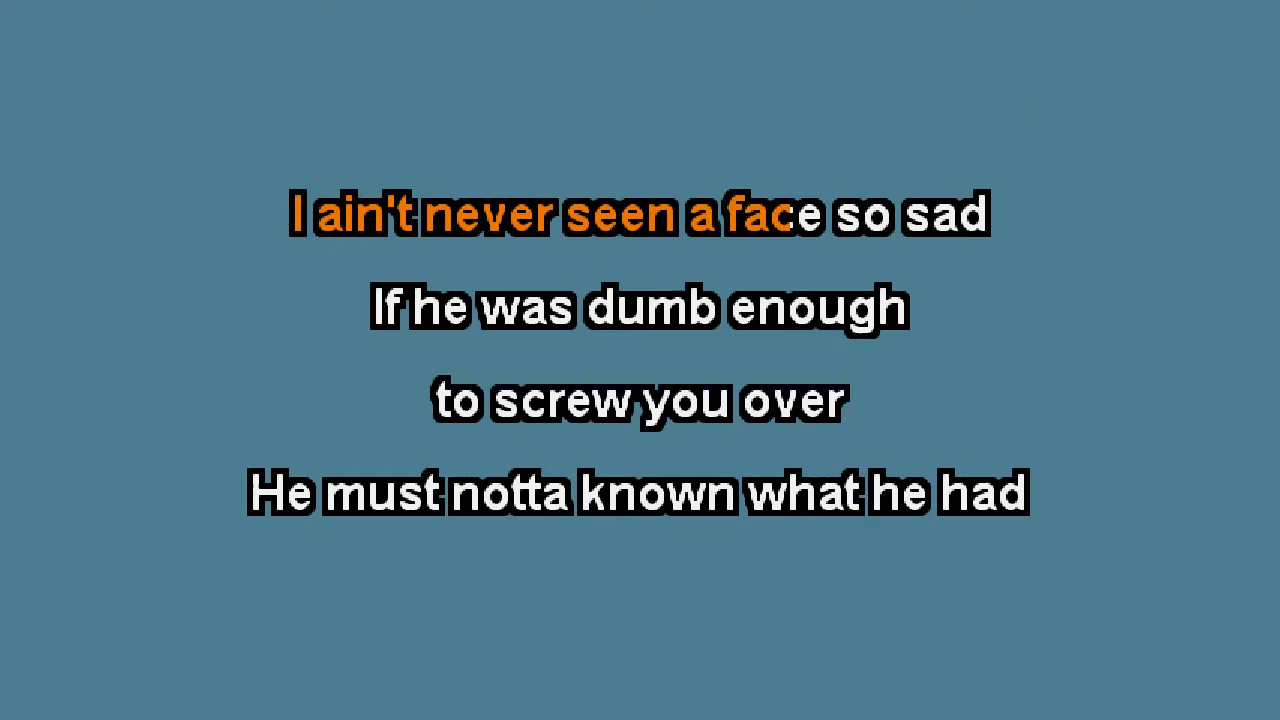 I ain't never seen a face so sad
If he was dumb enough
to screw you over
He must notta known what he had